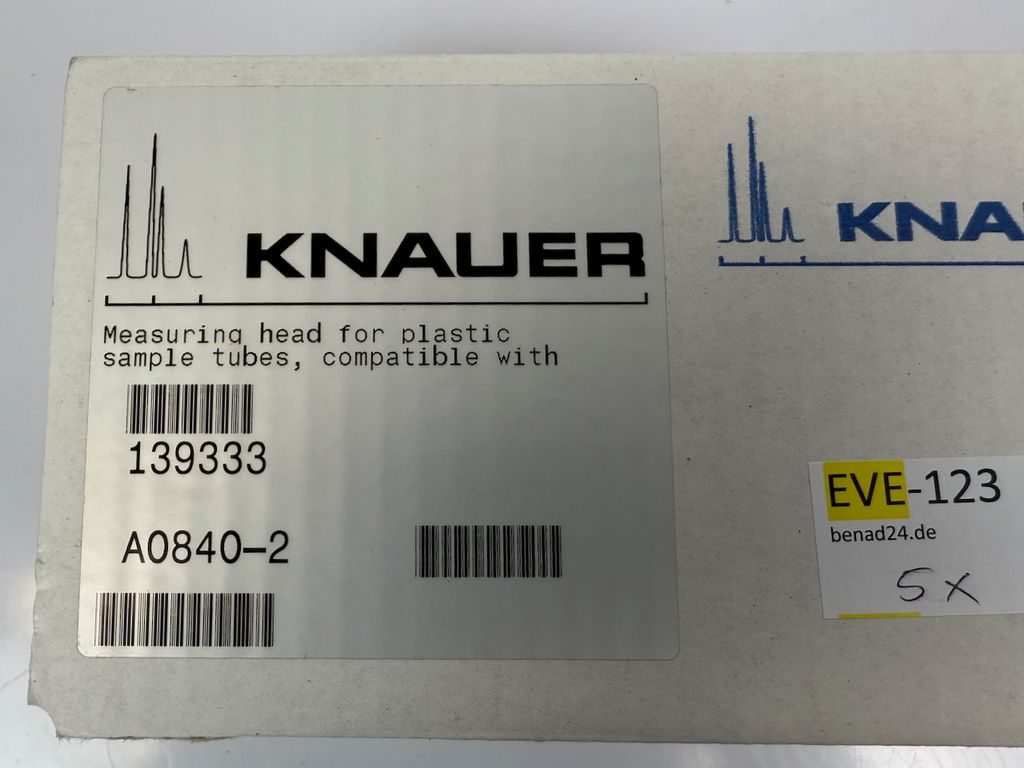 KNAUER
Measuring head for plastic
sample tubes, compatible with
139333
A0840-2
KNA
EVE-123
benad24.de
5x